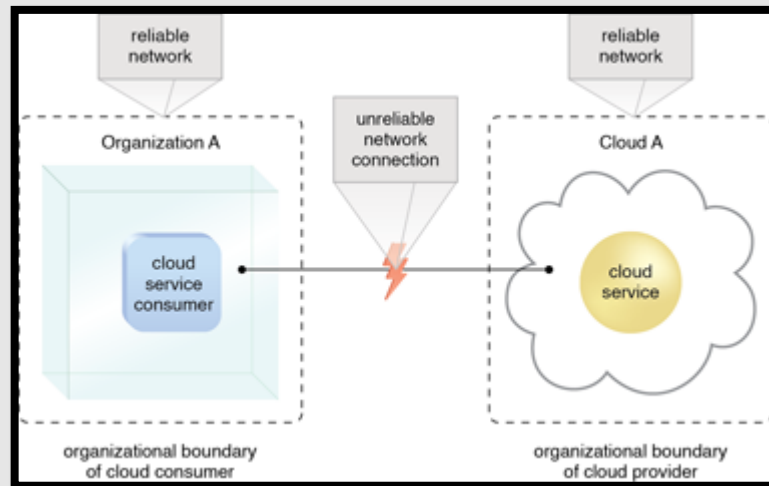 reliable
network
reliable
network
unreliable
network
connection
Organization A
Cloud A
cloud
service
consumer
cloud
service
organizational boundary
of cloud consumer
organizational boundary
of cloud provider